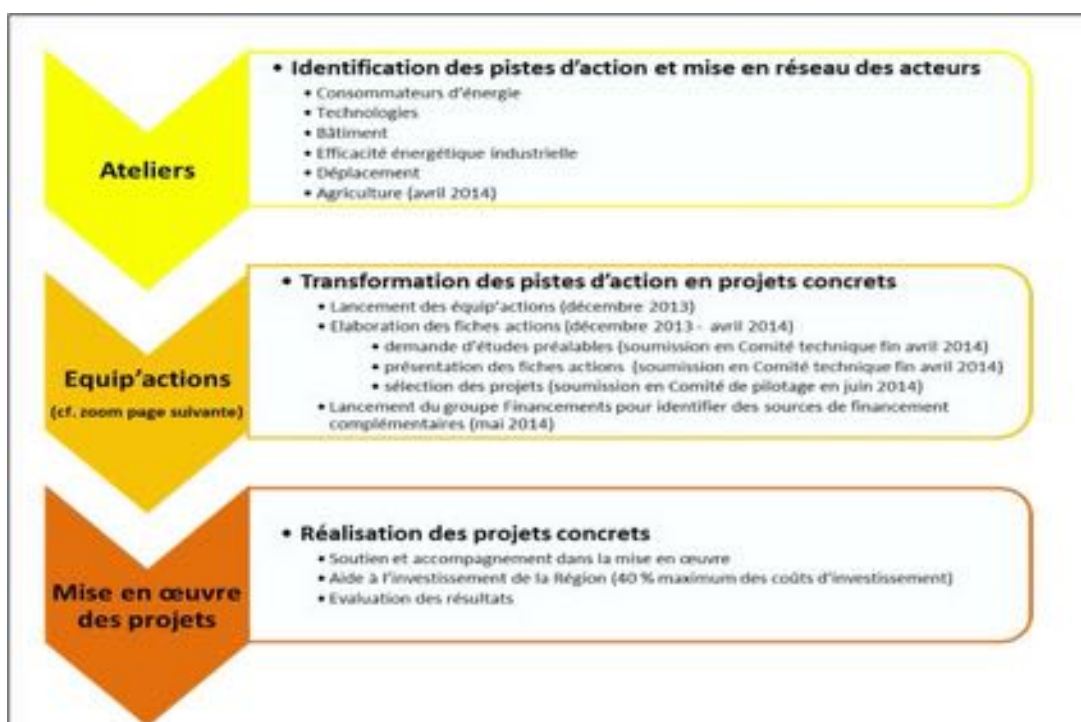 Ateliers
• Identification des pistes d'action et mise en réseau des acteurs
• Consommateurs d'énergie
• Technologies
• Bâtiment
• Efficacité énergétique industrielle
• Déplacement
• Agriculture (avril 2014)
Equip'actions
(cf. zoom page suivante)
• Transformation des pistes d'action en projets concrets
• Lancement des équip'actions (décembre 2013)
• Elaboration des fiches actions (décembre 2013 - avril 2014)
• demande d'études préalables (soumission en Comité technique fin avril 2014)
• présentation des fiches actions (soumission en Comité technique fin avril 2014)
• sélection des projets (soumission en Comité de pilotage en juin 2014)
• Lancement du groupe Financements pour identifier des sources de financement
complémentaires (mai 2014)
Mise en œuvre
des projets
• Réalisation des projets concrets
• Soutien et accompagnement dans la mise en œuvre
• Aide à l'investissement de la Région (40 % maximum des coûts d'investissement)
• Evaluation des résultats